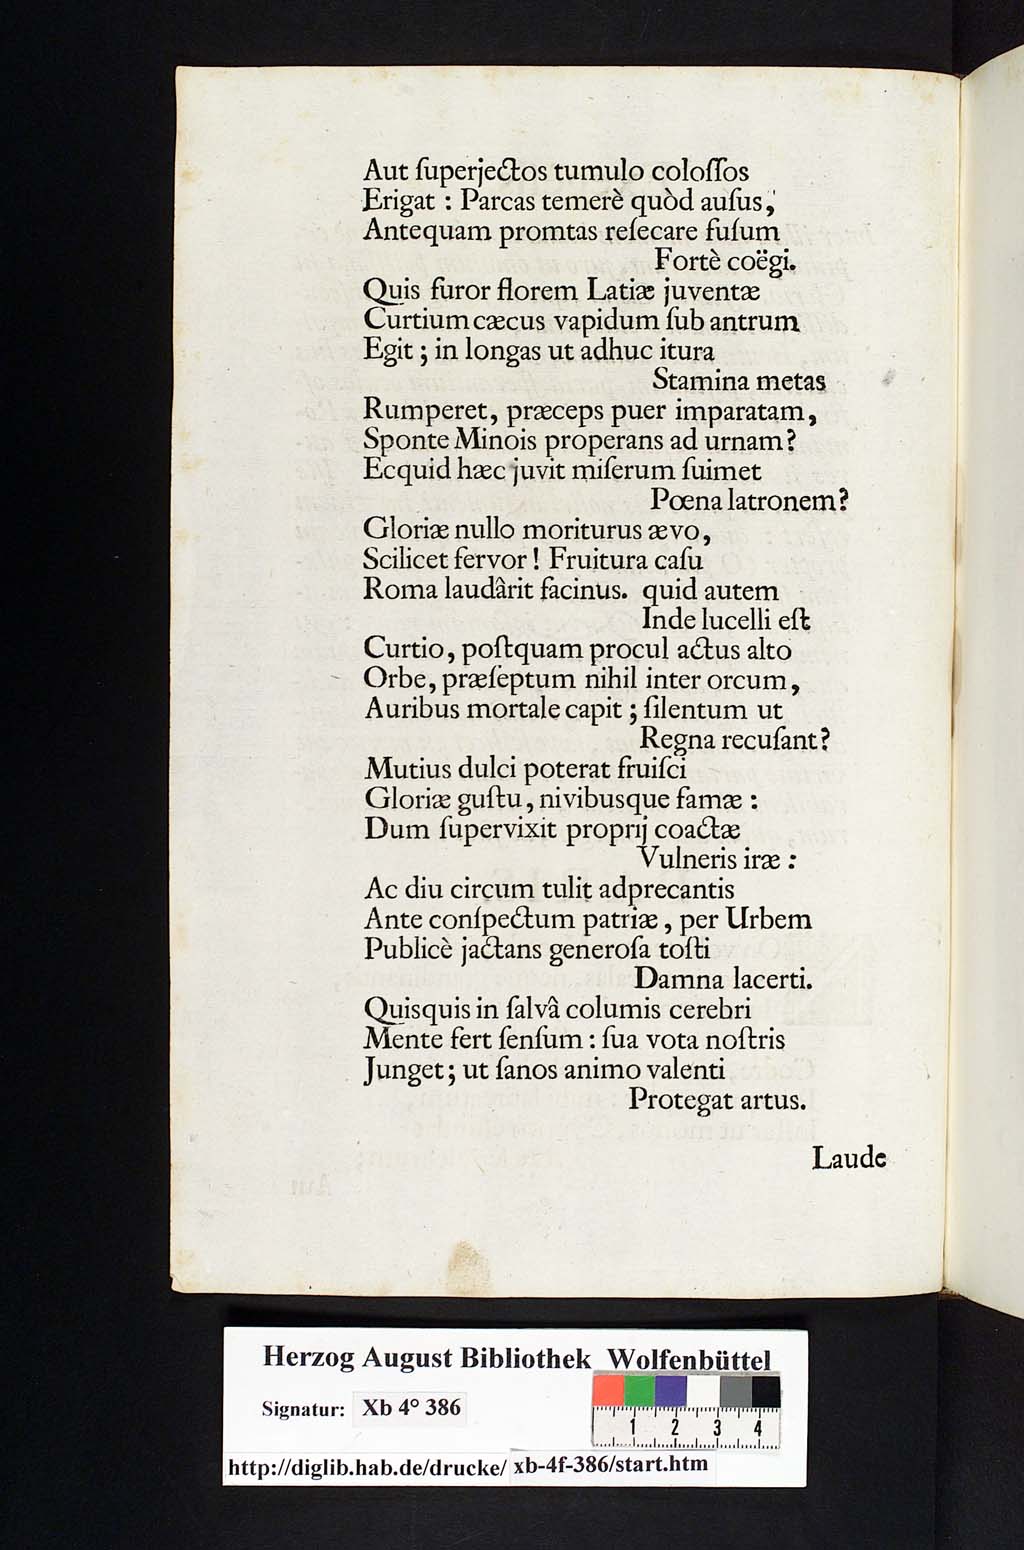 Aut ſuperjectos tumulo coloſſos
Erigat : Parcas temerè quòd auſus,
Antequam promtas reſecare fuſum
Fortè coëgi.
Quis furor florem Latiæ juventæ
Curtium cæcus vapidum ſub antrum
Egit ; in longas ut adhuc itura
Stamina metas
Rumperet, præceps puer imparatam,
Sponte Minois properans ad urnam?
Ecquid hæc juvit miſerum ſuimet
Pœna latronem?
Gloriæ nullo moriturus ævo,
Scilicet fervor ! Fruitura caſu
Roma laudârit facinus. quid autem
Inde lucelli eſt
Curtio, poſtquam procul actus alto
Orbe, præſeptum nihil inter orcum,
Auribus mortale capit ; ſilentum ut
Regna recuſant?
Mutius dulci poterat fruiſci
Gloriæ guſtu, nivibusque famæ :
Dum ſupervixit proprij coactæ
Vulneris iræ :
Ac diu circum tulit adprecantis
Ante conſpectum patriæ, per Urbem
Publicè jactans generoſa toſti
Damna lacerti.
Quisquis in ſalvâ columis cerebri
Mente fert ſenſum : ſua vota noſtris
Junget; ut ſanos animo valenti
Protegat artus.
Laude
Herzog August Bibliothek Wolfenbüttel
Signatur: Xb 4° 386
1 2 3 4
http://diglib.hab.de/drucke/ xb-4f-386/start.htm